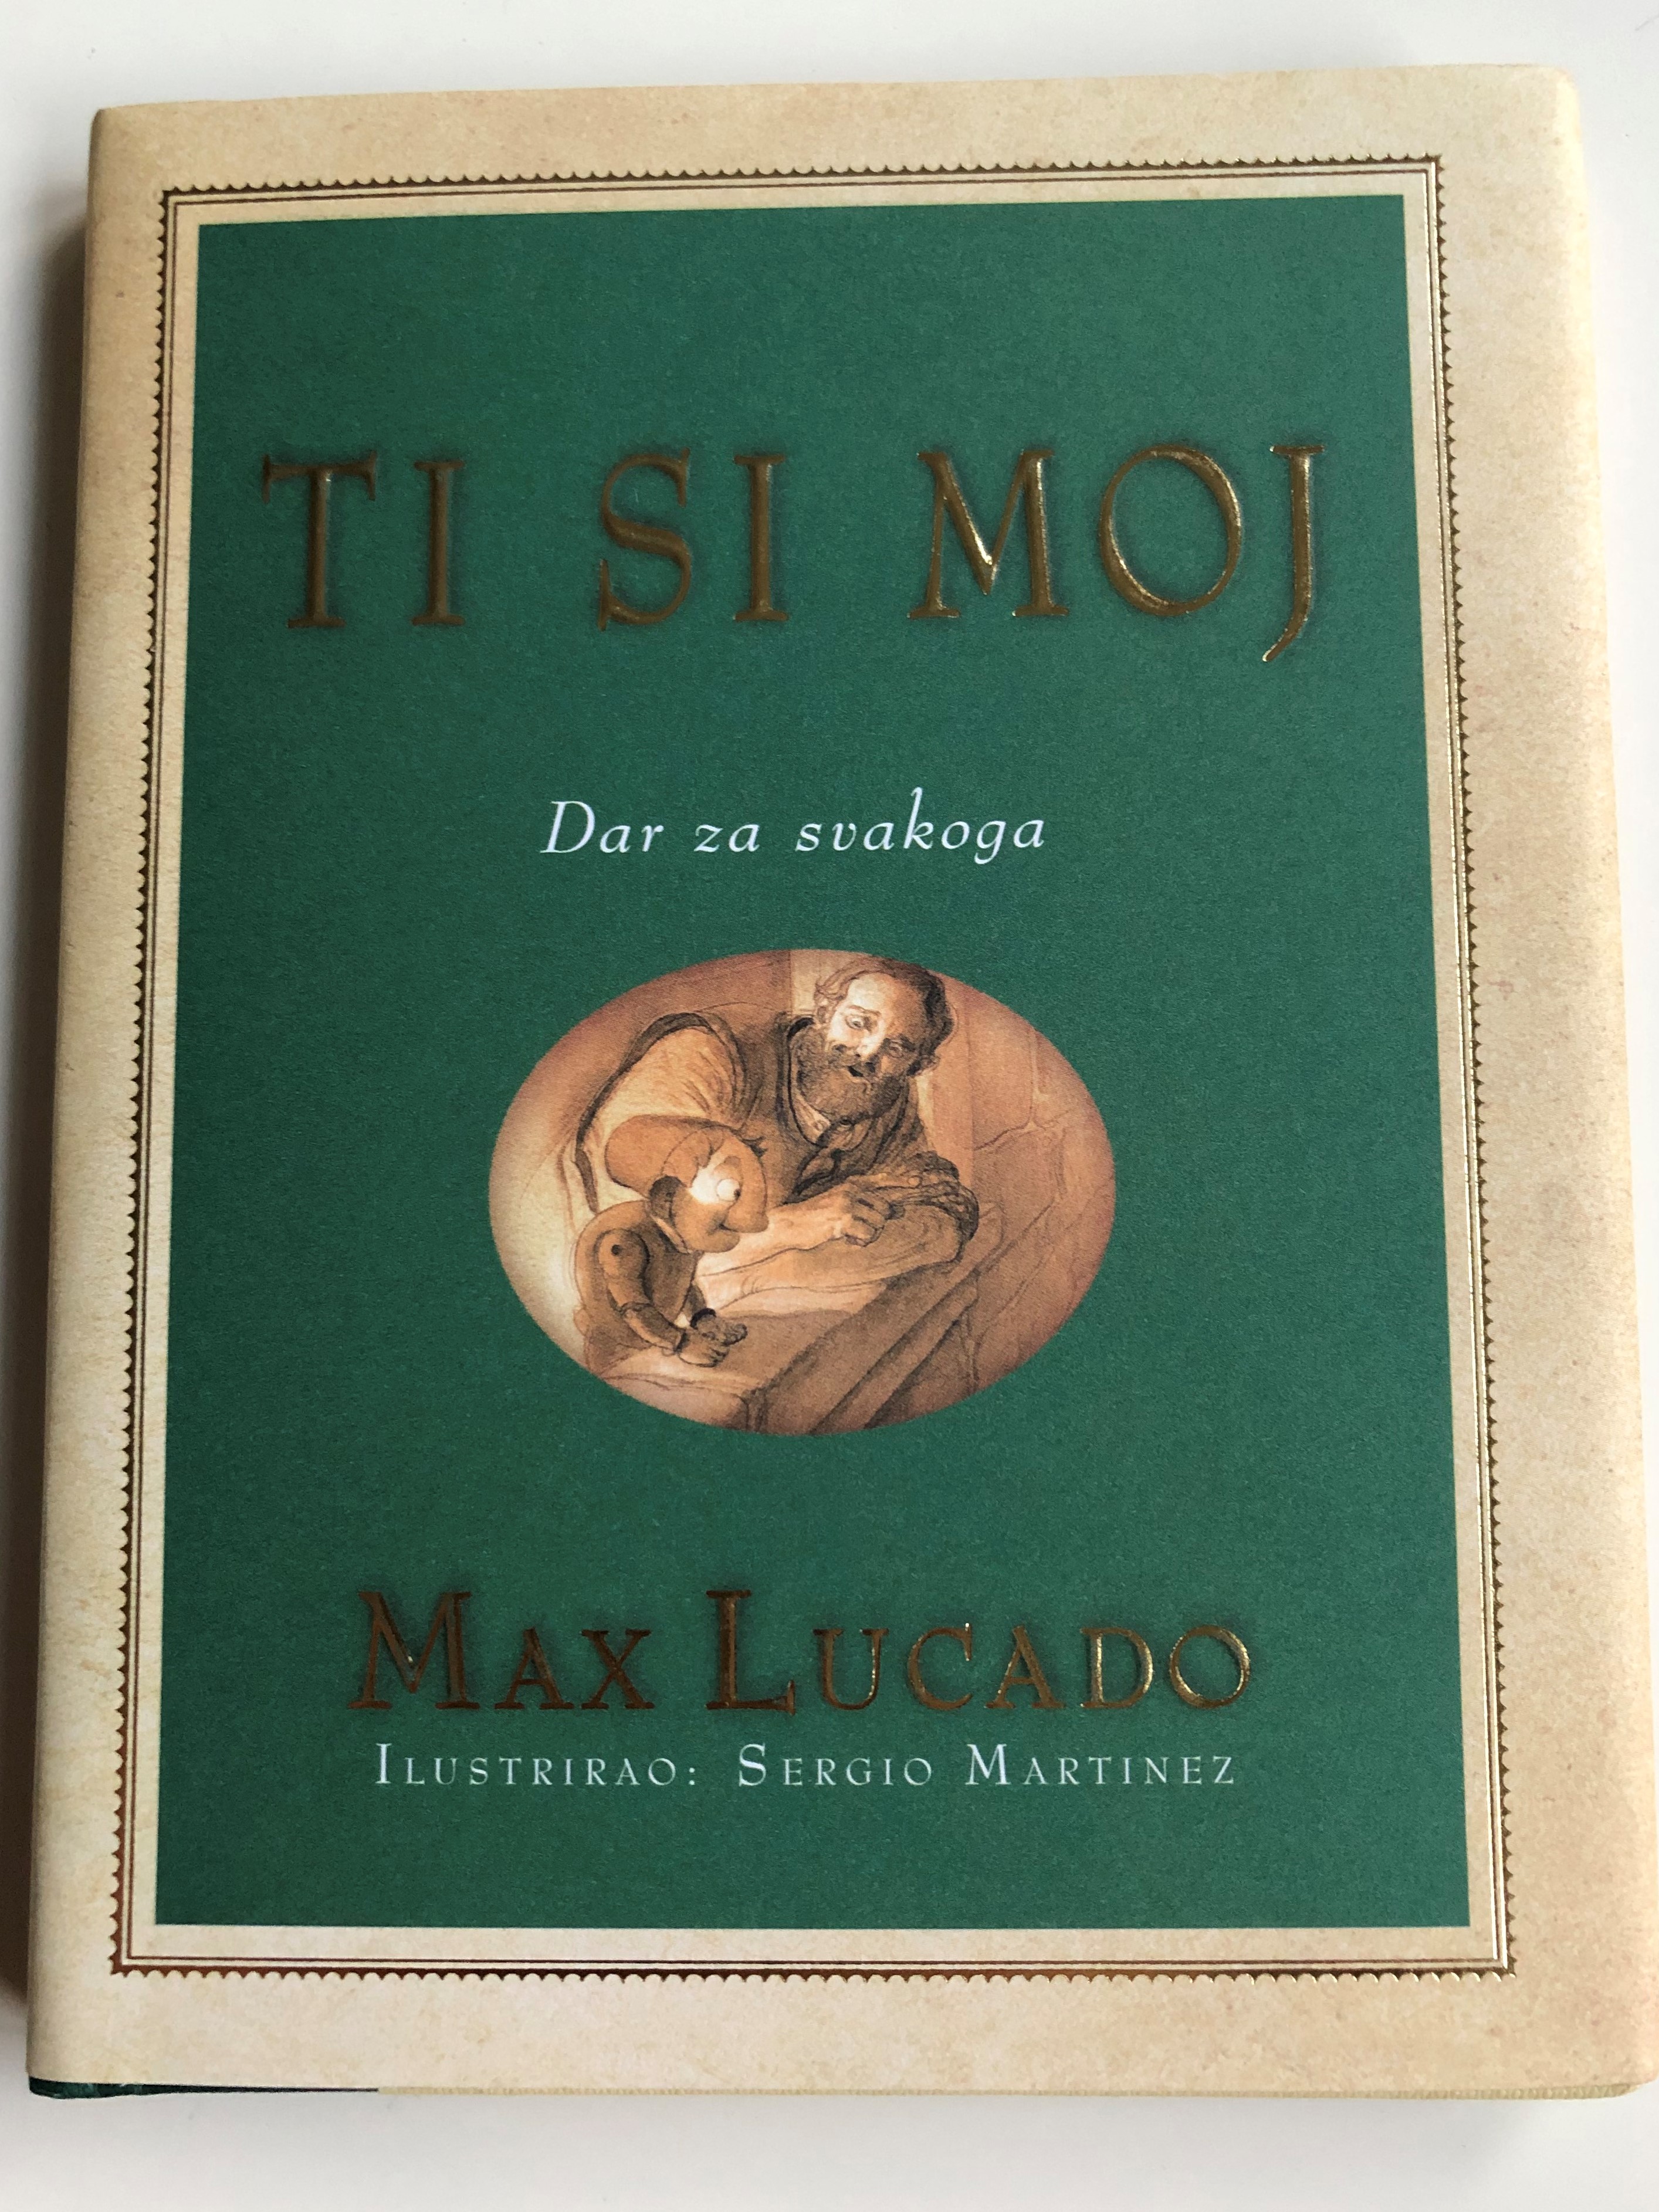 TI SI MOJ
Dar za svakoga
MAX LUCADO
ILUSTRIRAO: SERGIO MARTINEZ